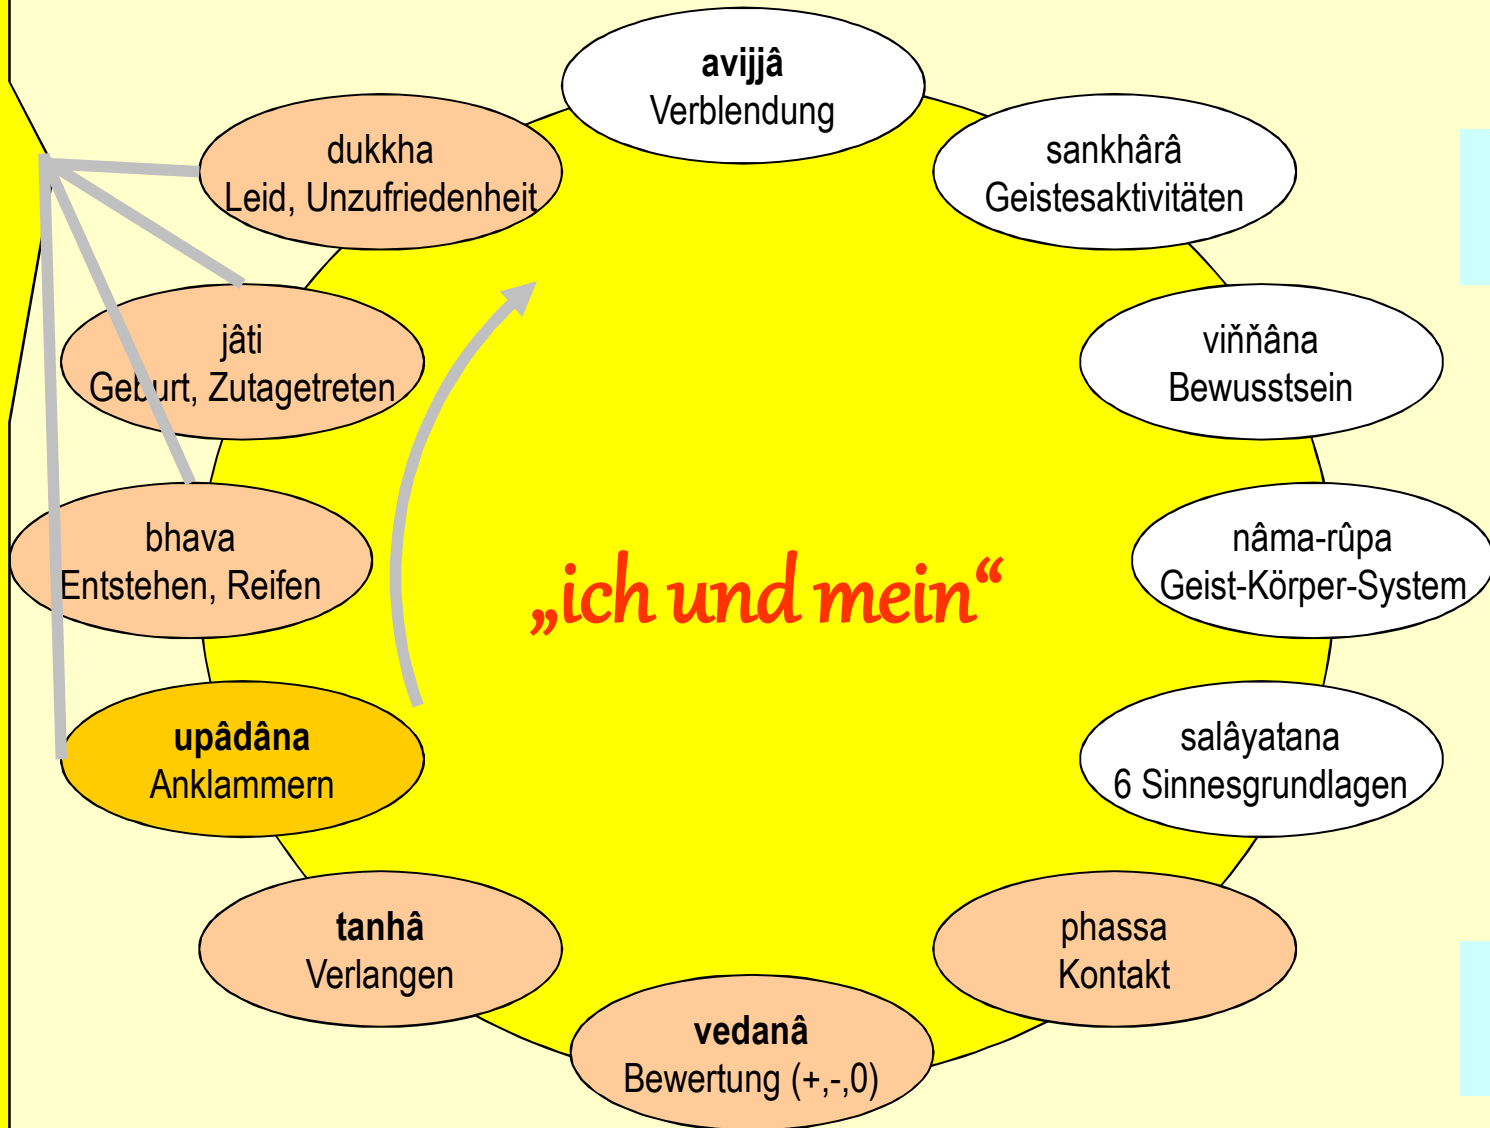 avijjâ
Verblendung
sankhârâ
Geistesaktivitäten
viňňâna
Bewusstsein
nâma-rûpa
Geist-Körper-System
salâyatana
6 Sinnesgrundlagen
phassa
Kontakt
vedanâ
Bewertung (+,-,0)
tanhâ
Verlangen
upâdâna
Anklammern
bhava
Entstehen, Reifen
jâti
Geburt, Zutagetreten
dukkha
Leid, Unzufriedenheit
„ich und mein“